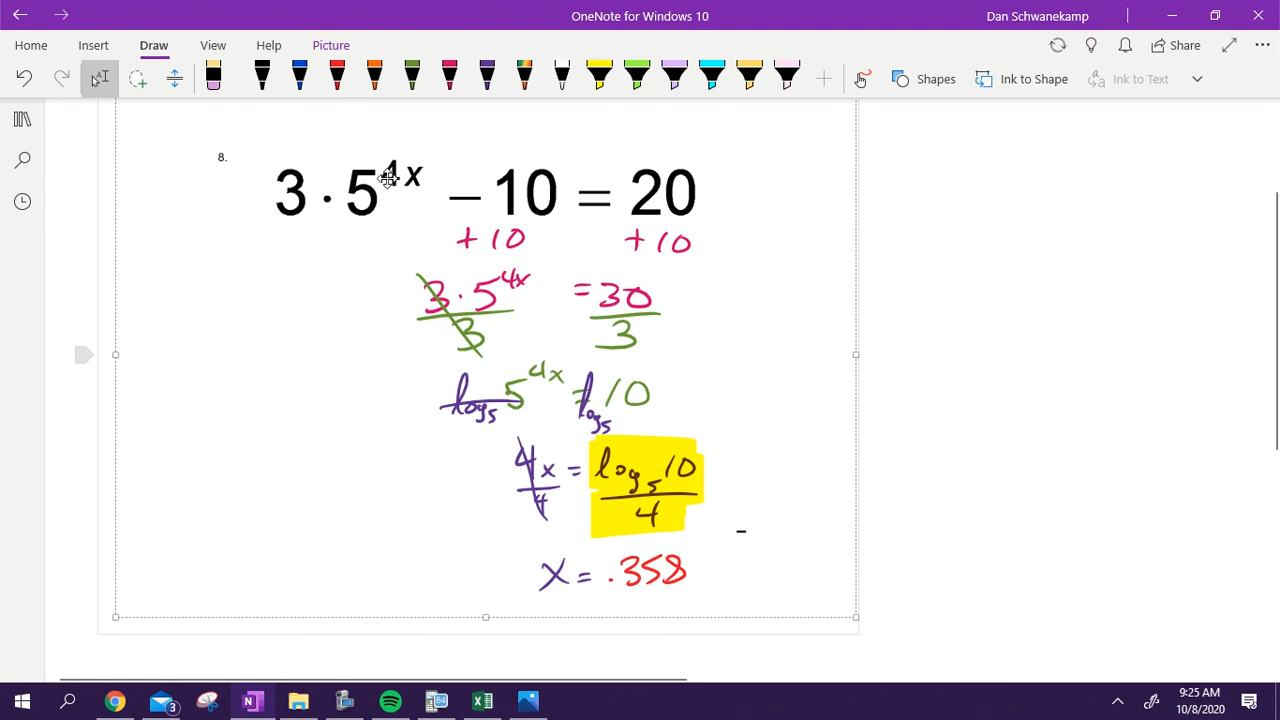 OneNote for Windows 10
Dan Schwanekamp
Home Insert Draw View Help Picture
Share
Shapes Ink to Shape Ink to Text
8.
3 · 5^{4x} – 10 = 20
+ 10 + 10
3 · 5^{4x} = 30
3 3
log₅ 5^{4x} = log₅ 10
4x = log₅ 10
4 4
x = .358
-
3
84
9:25 AM
10/8/2020